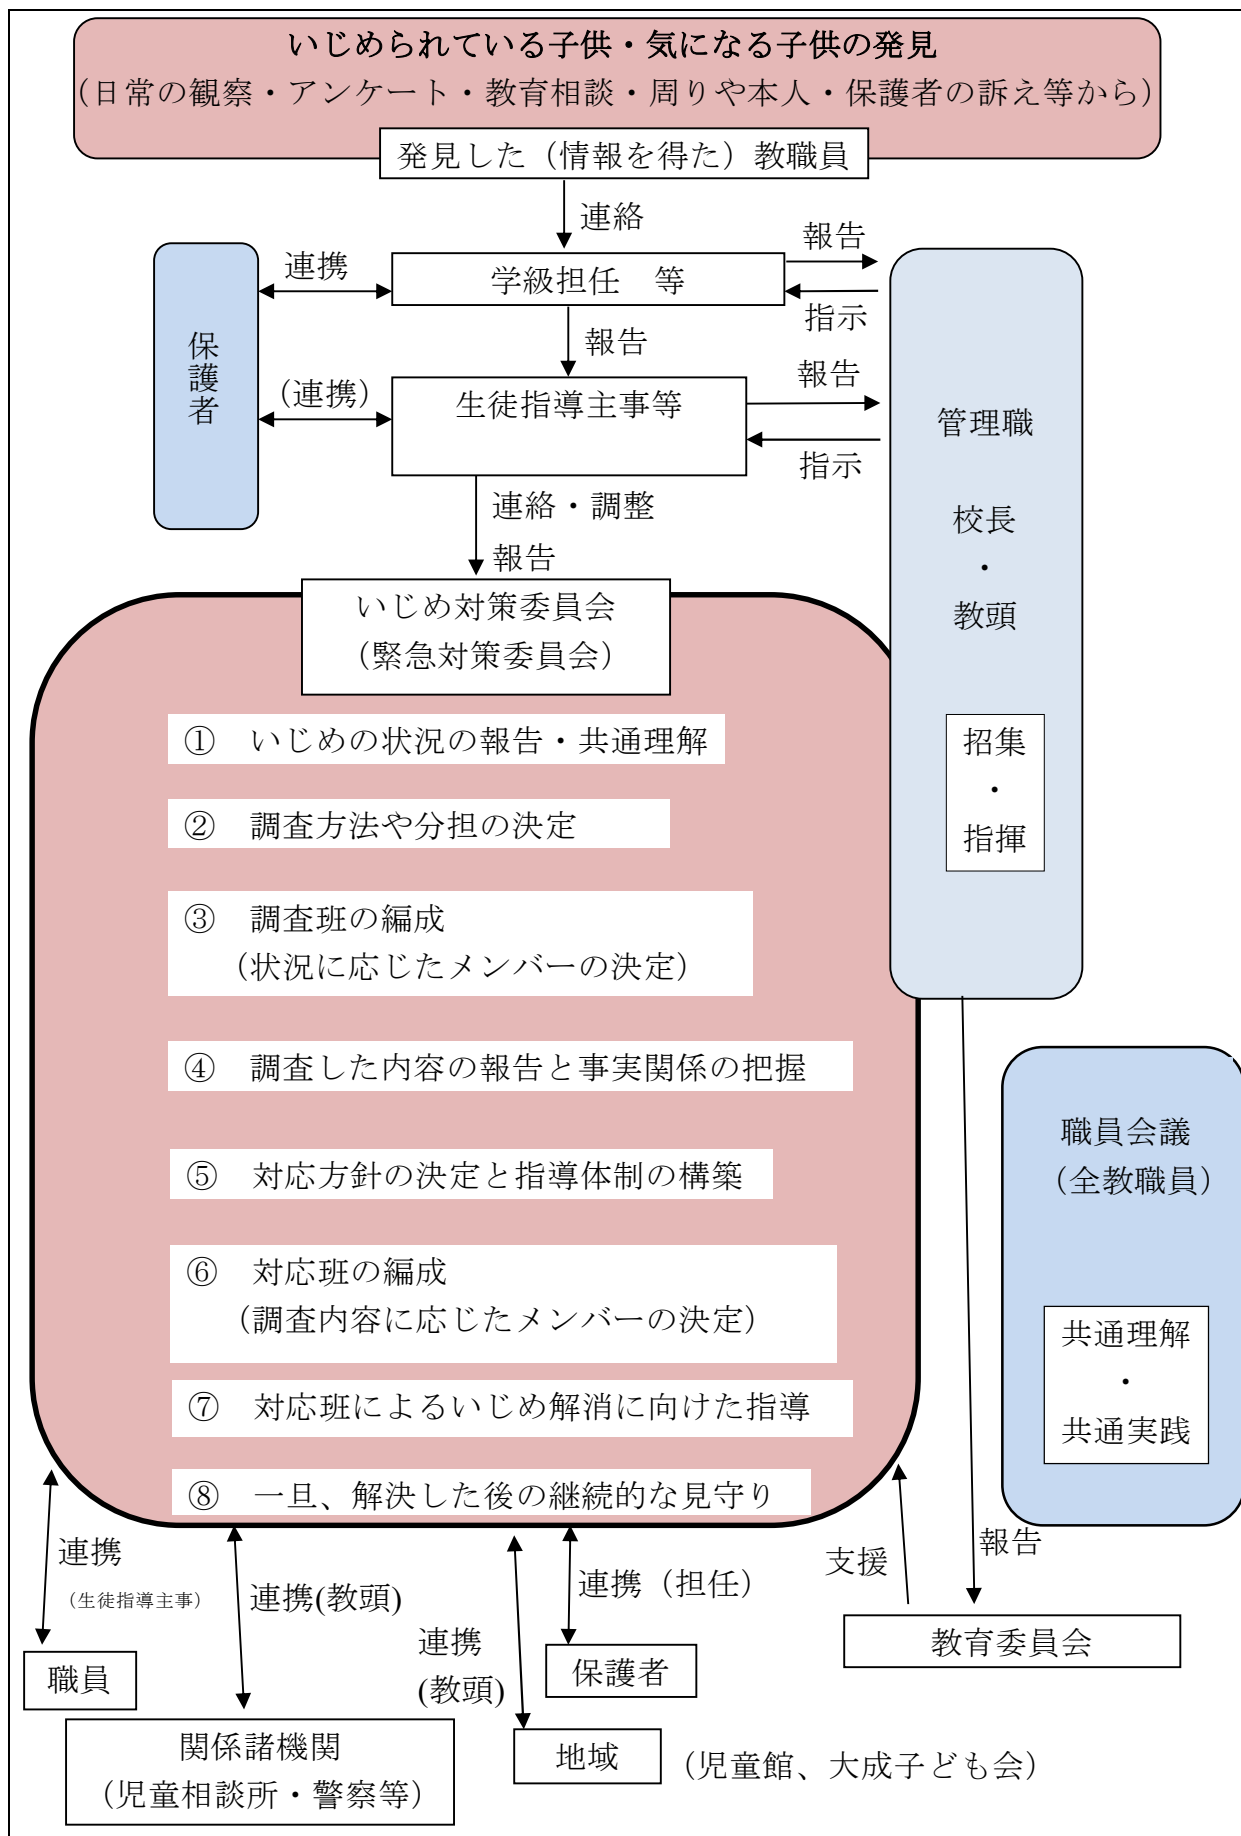 いじめられている子供・気になる子供の発見
(日常の観察・アンケート・教育相談・周りや本人・保護者の訴え等から)
発見した（情報を得た）教職員
連絡
報告
連携
学級担任　等
指示
保護者
報告
報告
(連携)
生徒指導主事等
指示
管理職
校長
・
教頭
招集
・
指揮
連絡・調整
報告
いじめ対策委員会
（緊急対策委員会）
①　いじめの状況の報告・共通理解
②　調査方法や分担の決定
③　調査班の編成
（状況に応じたメンバーの決定）
④　調査した内容の報告と事実関係の把握
⑤　対応方針の決定と指導体制の構築
⑥　対応班の編成
（調査内容に応じたメンバーの決定）
⑦　対応班によるいじめ解消に向けた指導
⑧　一旦、解決した後の継続的な見守り
職員会議
（全教職員）
共通理解
・
共通実践
連携
（生徒指導主事）
連携(教頭)
連携
(教頭)
連携（担任）
支援
報告
教育委員会
職員
保護者
関係諸機関
（児童相談所・警察等）
地域
（児童館、大成子ども会）